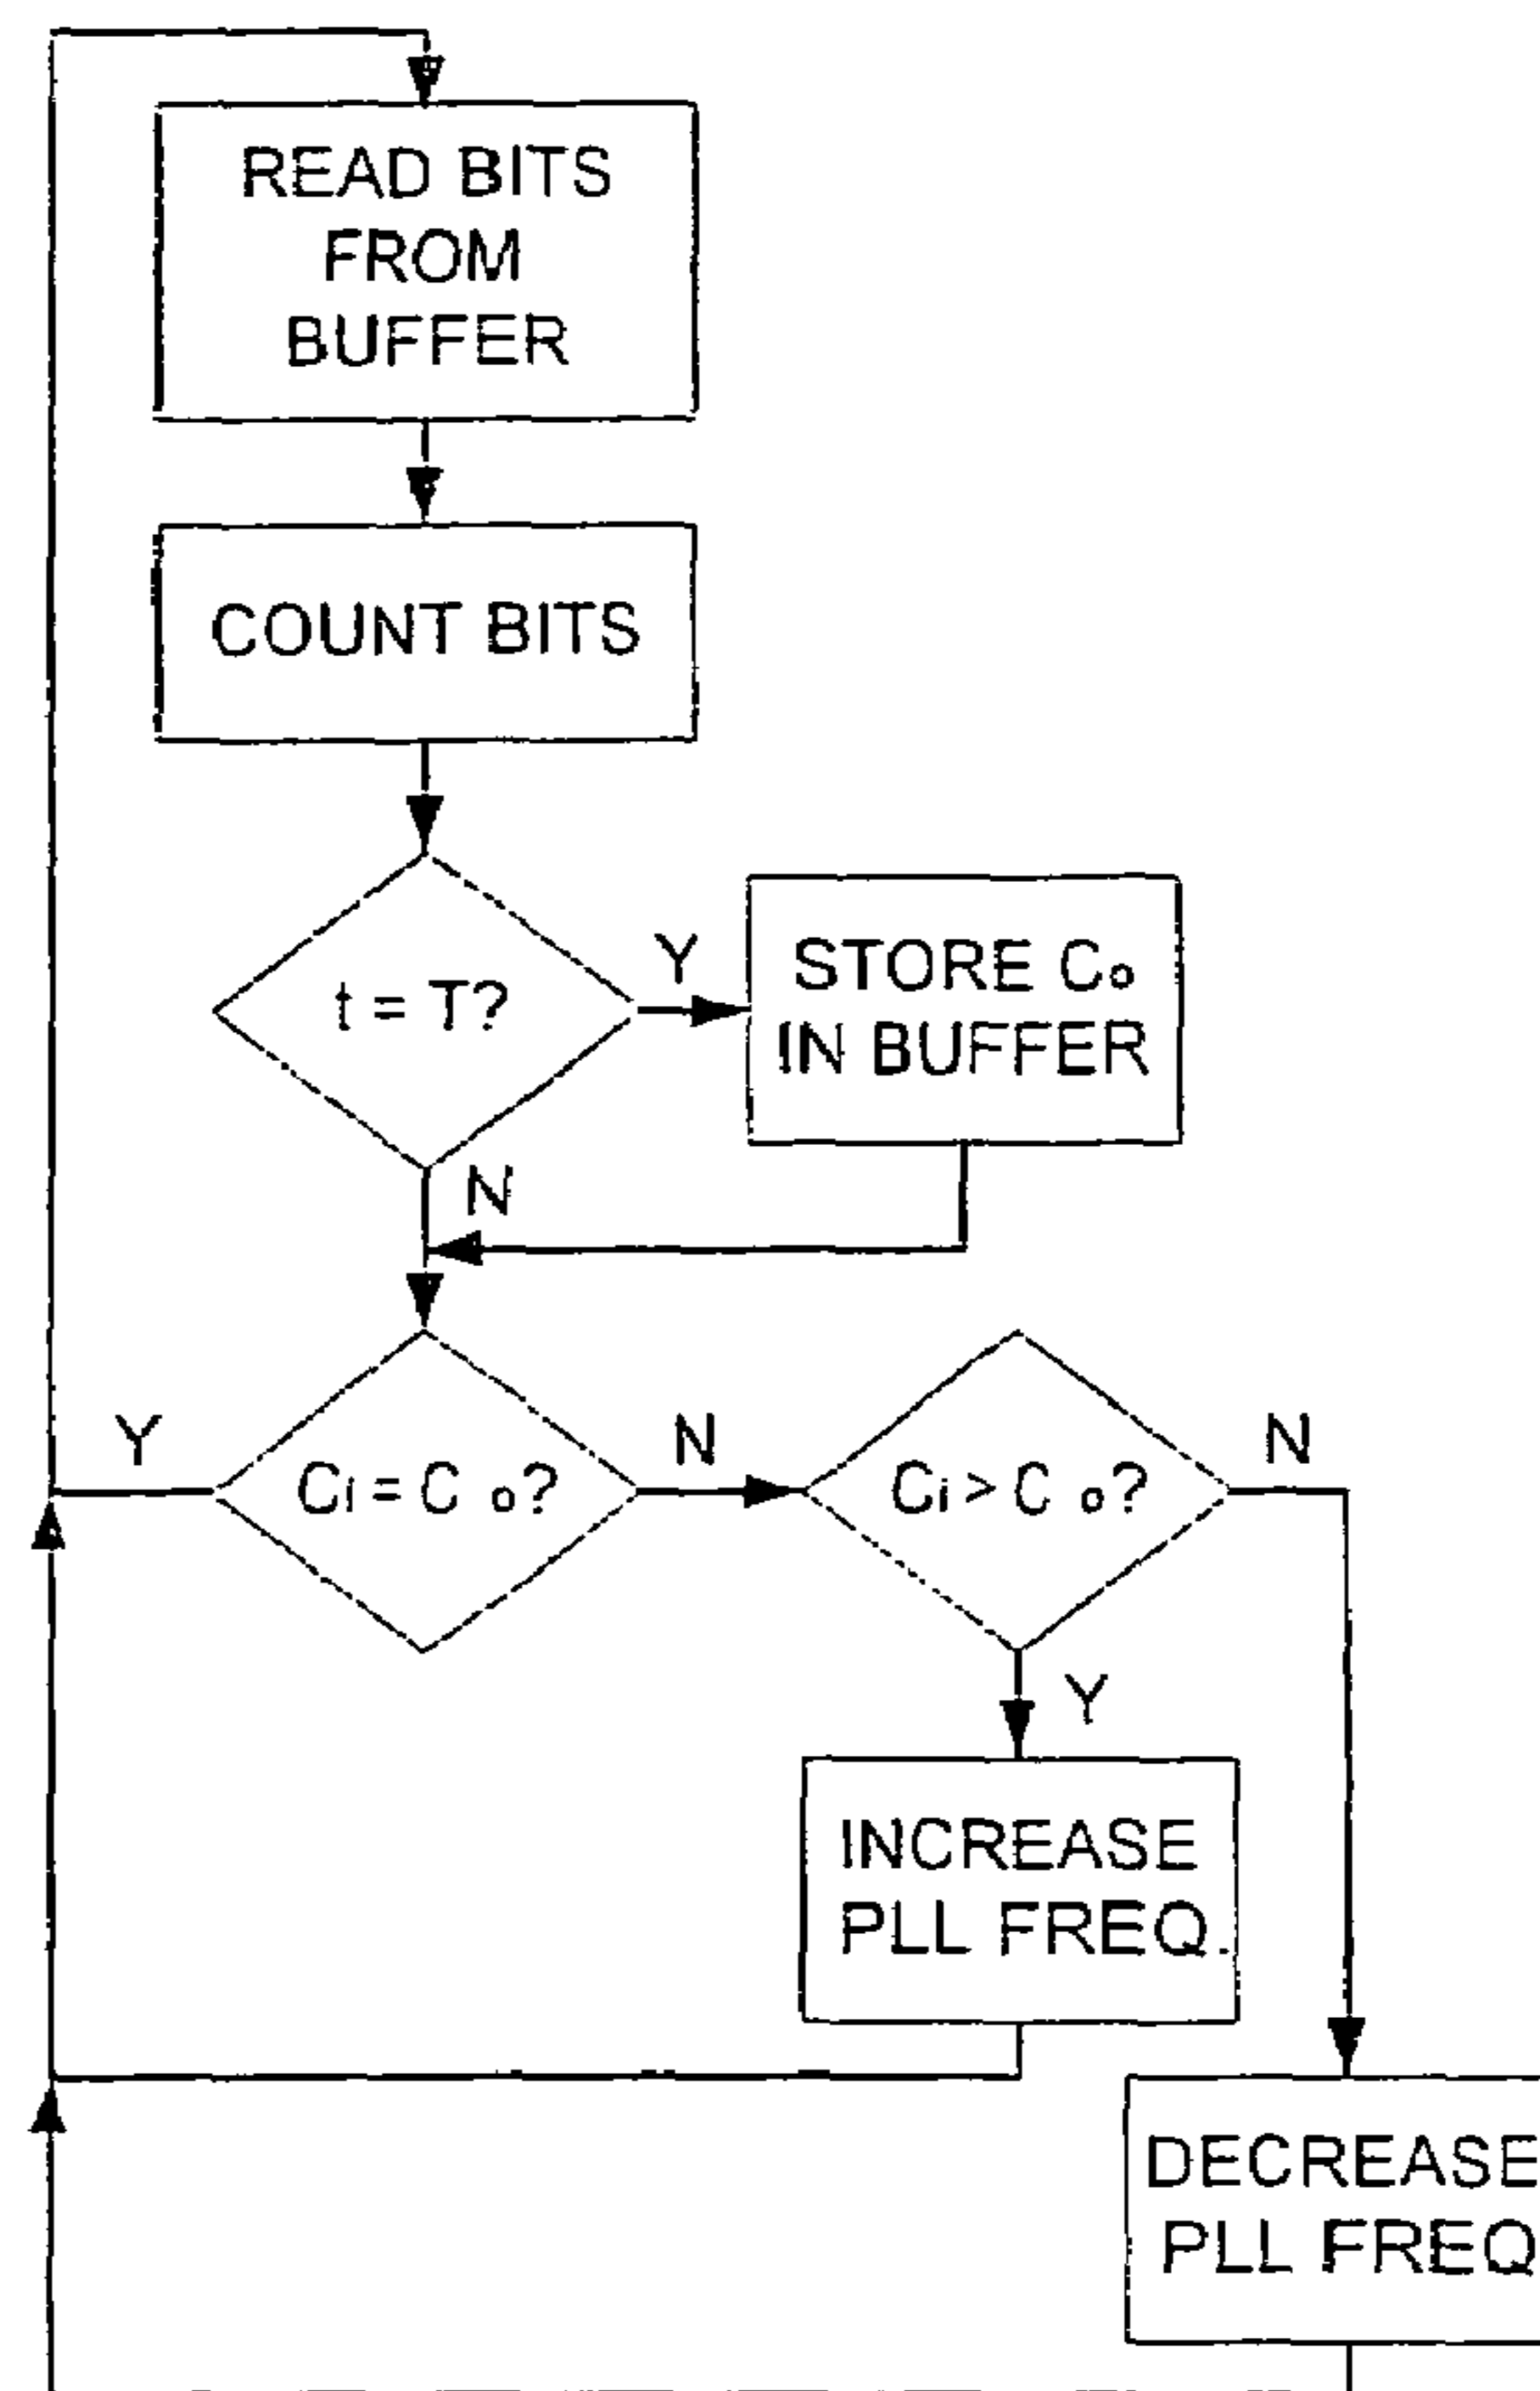 READ BITS
FROM
BUFFER
COUNT BITS
t = T?
Y
STORE Co
IN BUFFER
N
Y
Ci = C o?
N
Ci > C o?
N
Y
INCREASE
PLL FREQ.
DECREASE
PLL FREQ